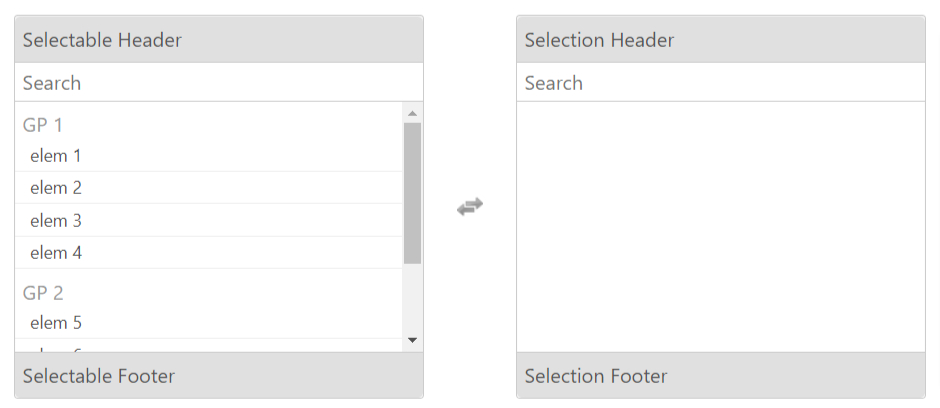 Selectable Header
Search
GP 1
elem 1
elem 2
elem 3
elem 4
GP 2
elem 5
Selectable Footer
Selection Header
Search
Selection Footer